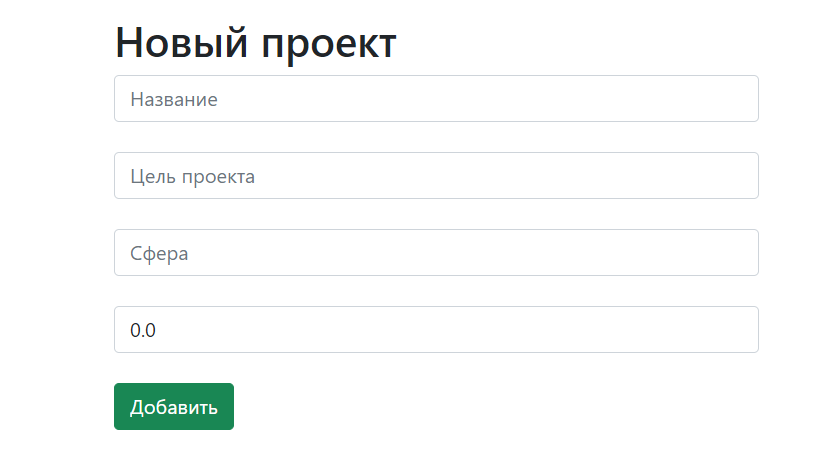 Новый проект
Название
Цель проекта
Сфера
0.0
Добавить